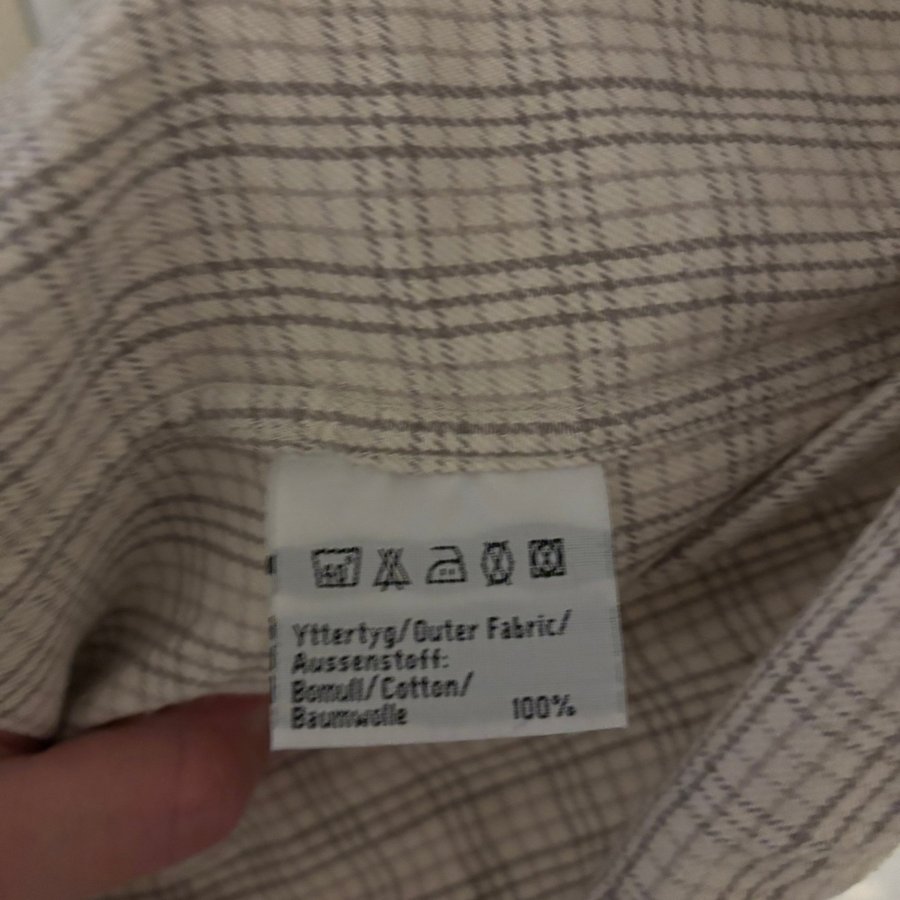 Yttertyg/Outer Fabric/
Aussenstoff:
Bomull/Cotton/
Baumwolle 100%